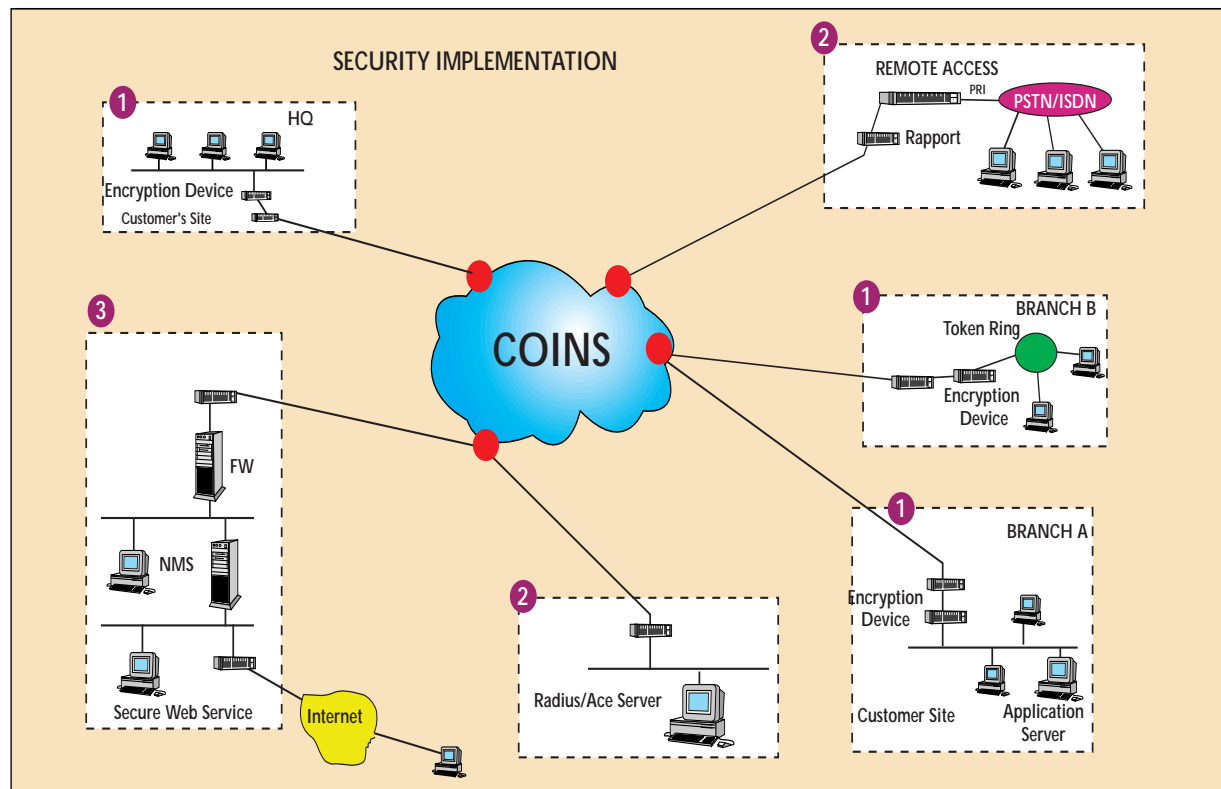 SECURITY IMPLEMENTATION
1
HQ
Encryption Device
Customer's Site
2
REMOTE ACCESS
PRI
PSTN/ISDN
Rapport
COINS
1
BRANCH B
Token Ring
Encryption
Device
3
FW
NMS
Secure Web Service
Internet
2
Radius/Ace Server
1
BRANCH A
Encryption
Device
Customer Site
Application
Server